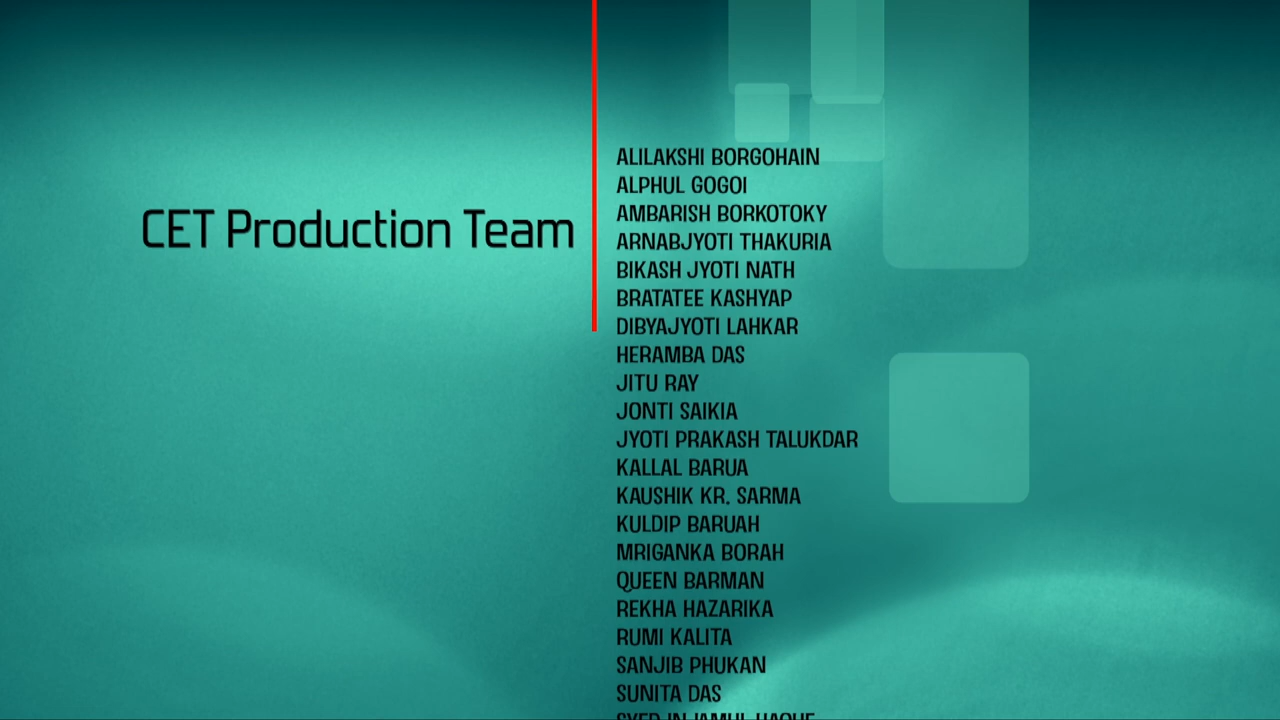 CET Production Team
ALILAKSHI BORGOHAIN
ALPHUL GOGOI
AMBARISH BORKOTOKY
ARNABJYOTI THAKURIA
BIKASH JYOTI NATH
BRATATEE KASHYAP
DIBYAJYOTI LAHKAR
HERAMBA DAS
JITU RAY
JONTI SAIKIA
JYOTI PRAKASH TALUKDAR
KALLAL BARUA
KAUSHIK KR. SARMA
KULDIP BARUAH
MRIGANKA BORAH
QUEEN BARMAN
REKHA HAZARIKA
RUMI KALITA
SANJIB PHUKAN
SUNITA DAS